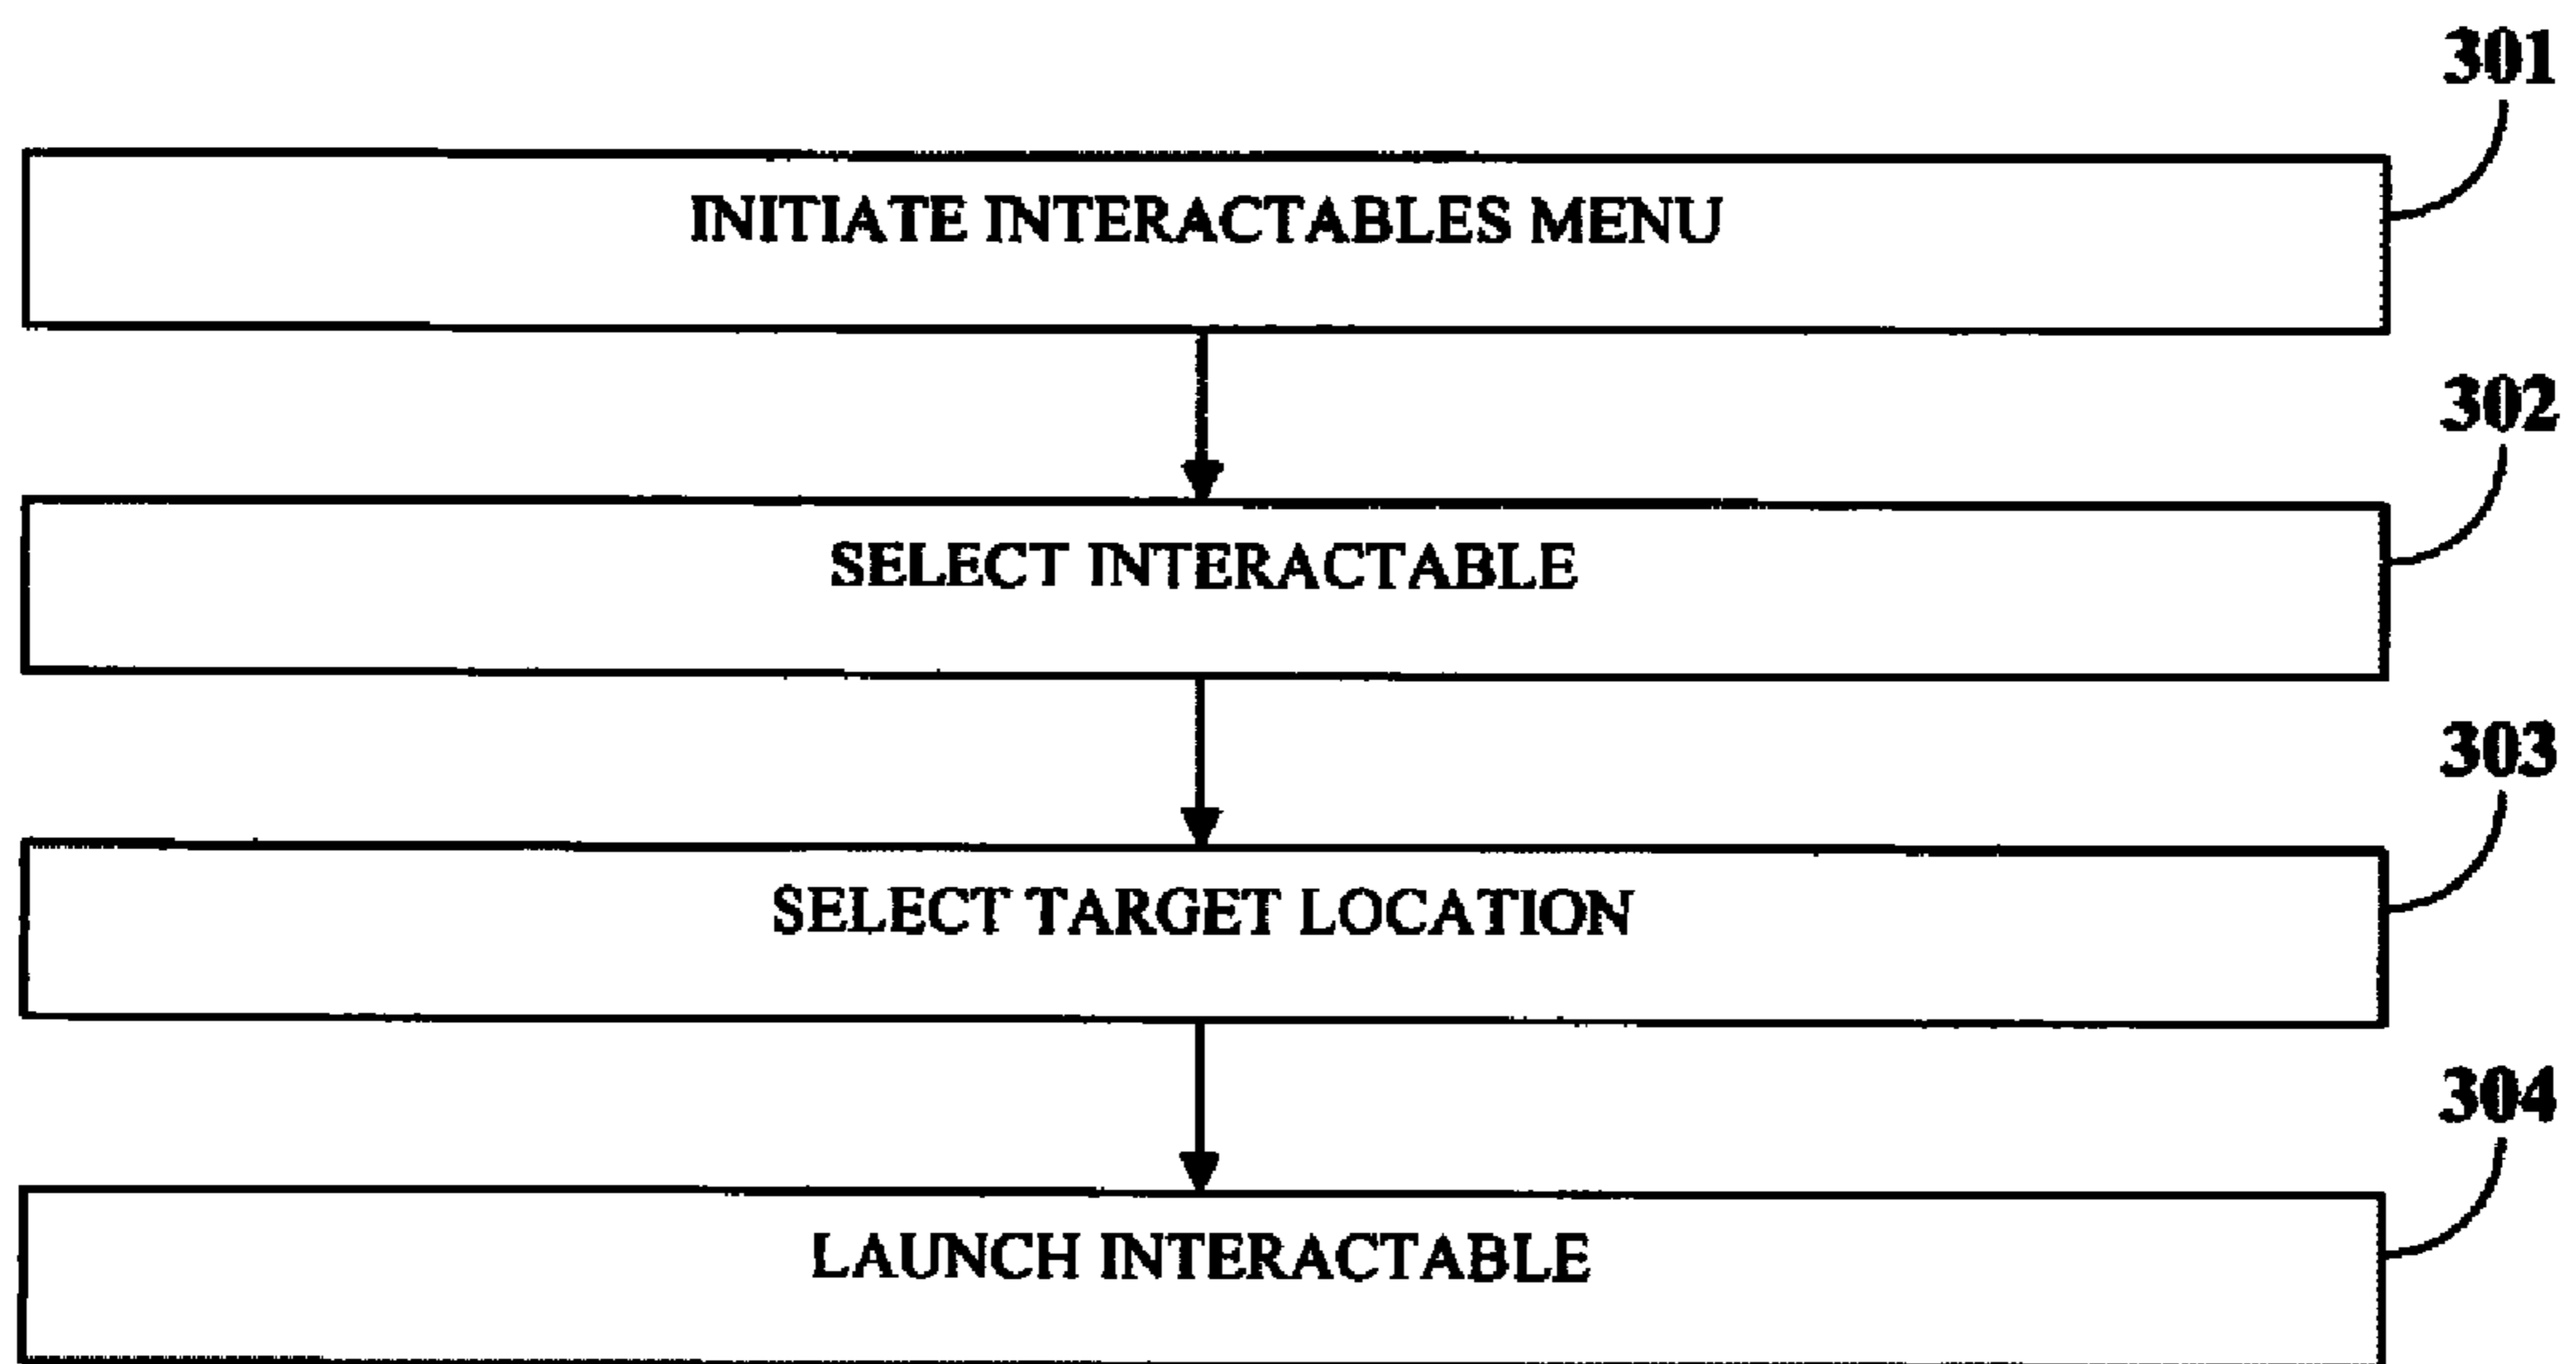 301
INITIATE INTERACTABLES MENU
302
SELECT INTERACTABLE
303
SELECT TARGET LOCATION
304
LAUNCH INTERACTABLE